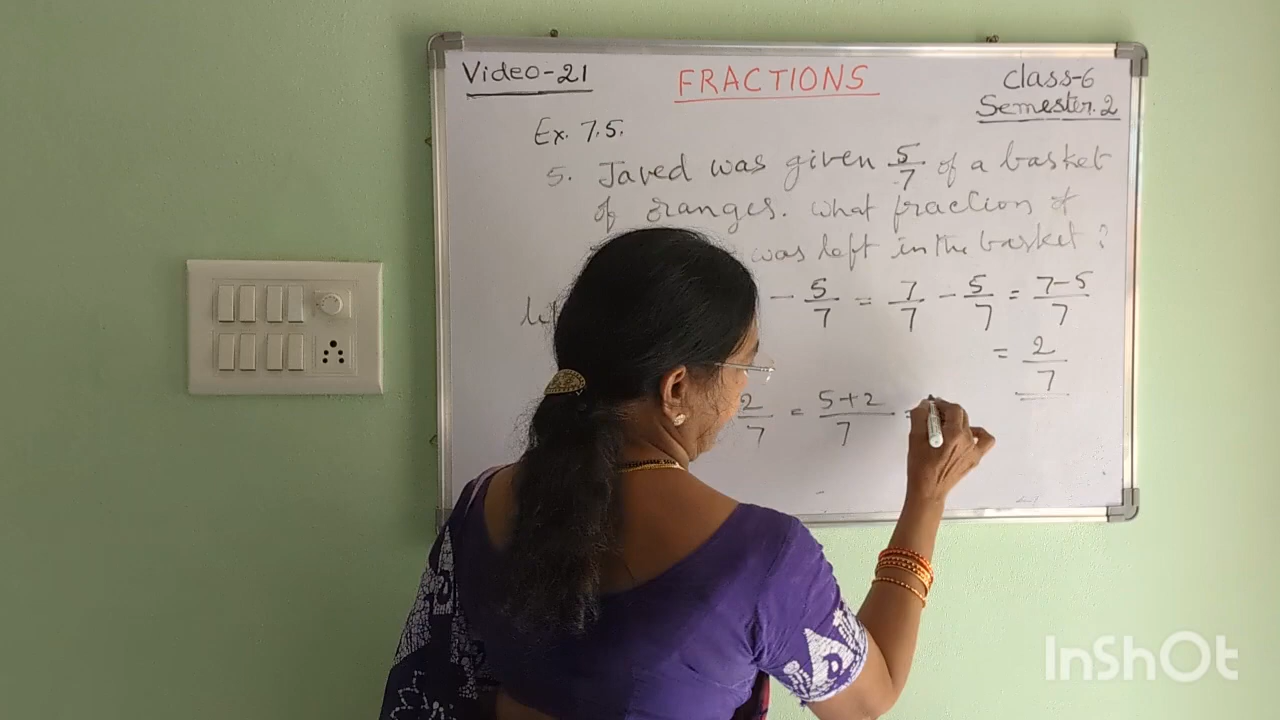 Video-21
FRACTIONS
Class-6
Semester.2
Ex. 7.5.
5. Javed was given 5/7 of a basket
of oranges. What fraction of
was left in the basket?
- 5/7 = 7/7 - 5/7 = 7-5/7
= 2/7
2/7 = 5+2/7 =
InShOt